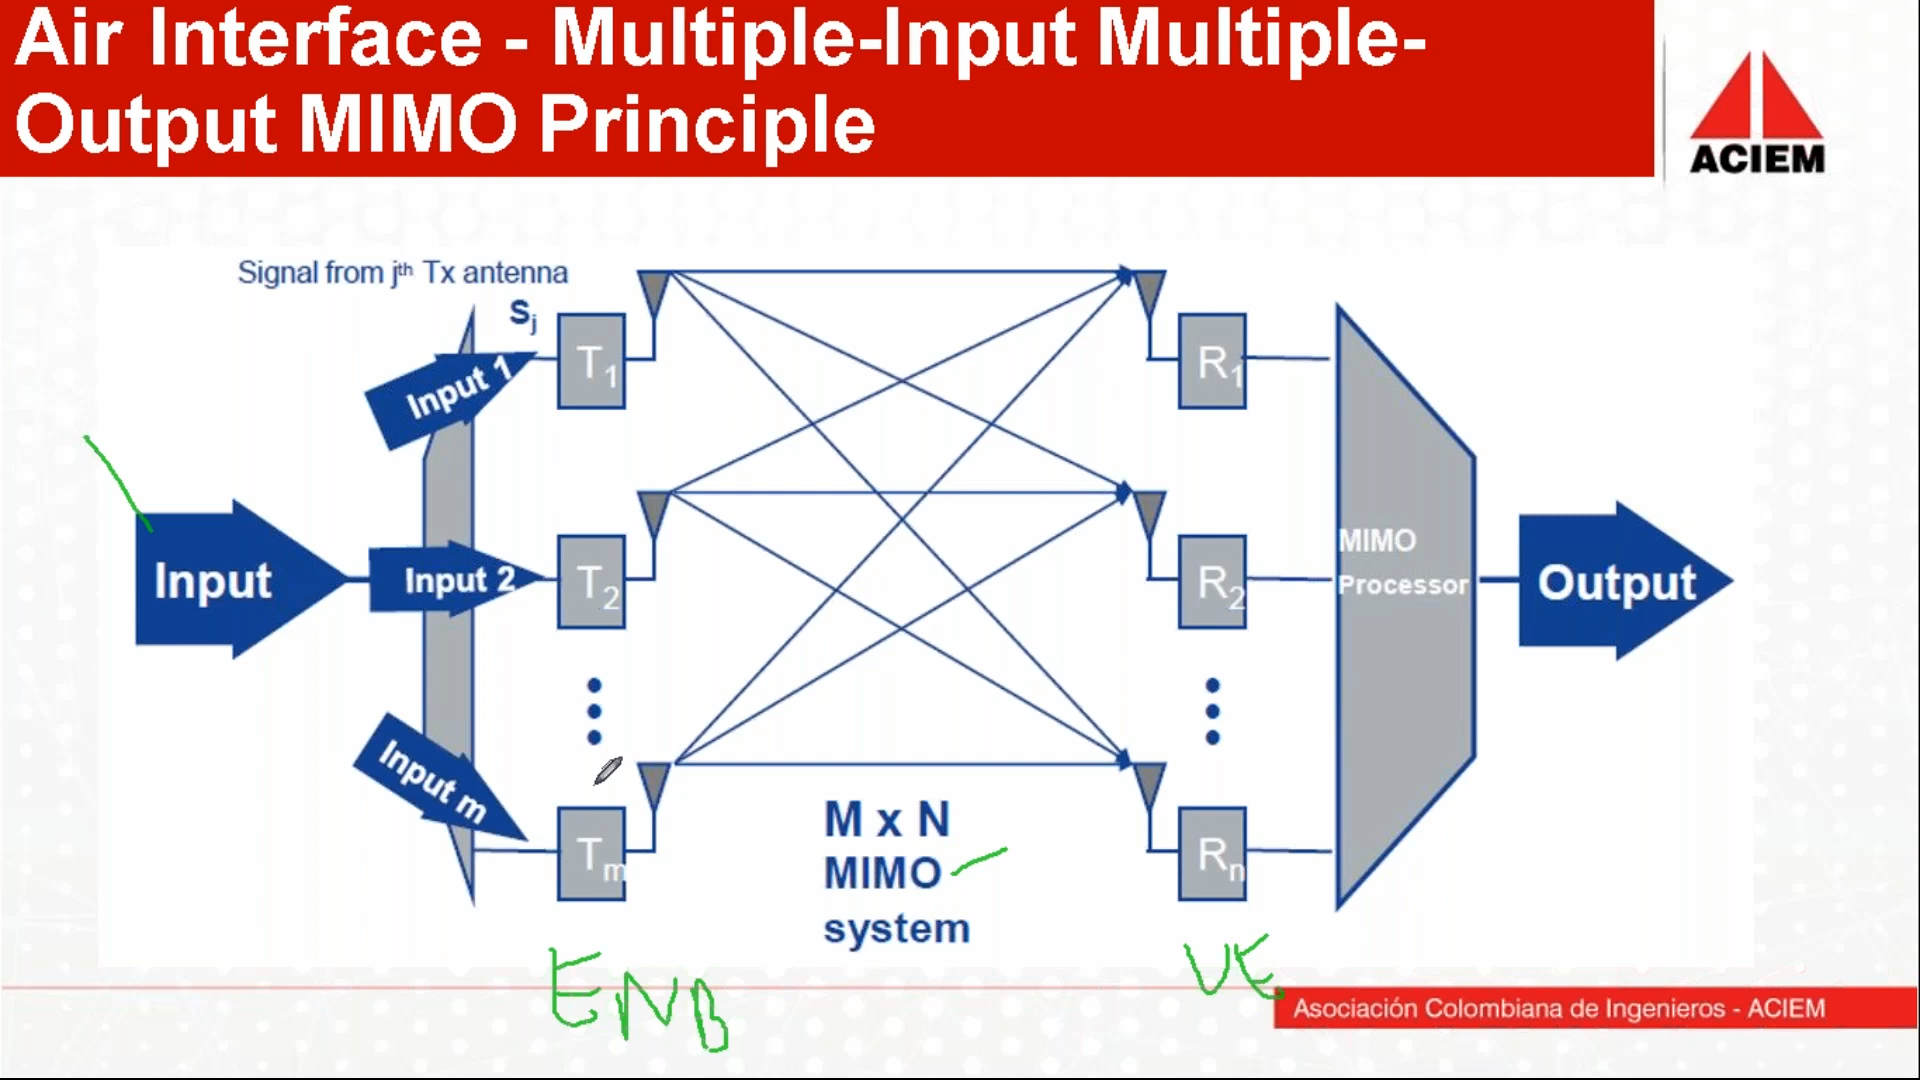 Air Interface - Multiple-Input Multiple-
Output MIMO Principle
ACIEM
Signal from jth Tx antenna
Sj
Input 1
T1
R1
Input
Input 2
T2
R2
MIMO
Processor
Output
Input m
Tm
Rn
M x N
MIMO
system
ENB
UE
Asociación Colombiana de Ingenieros - ACIEM